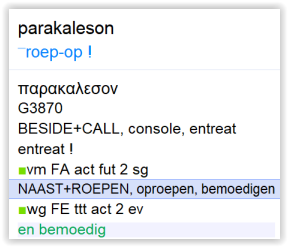 parakaleson
¯roep-op !
παρακαλεσον
G3870
BESIDE+CALL, console, entreat
entreat !
■vm FA act fut 2 sg
NAAST+ROEPEN, oproepen, bemoedigen
■wg FE ttt act 2 ev
en bemoedig